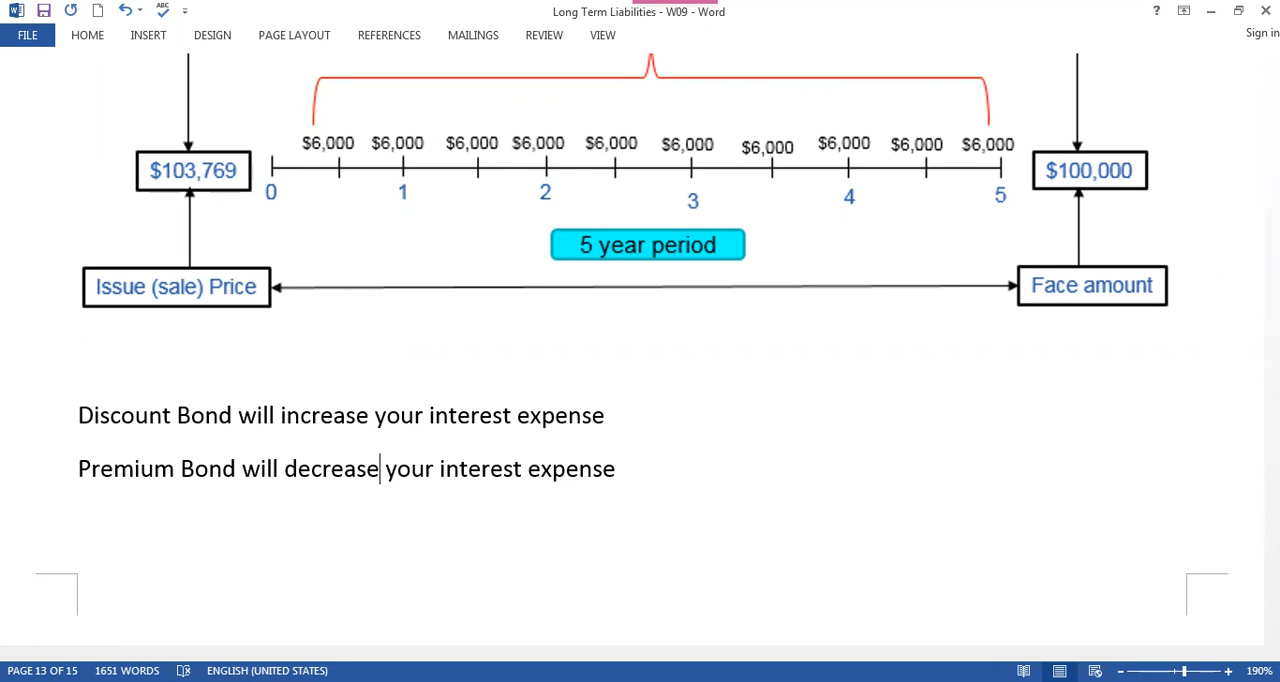 Long Term Liabilities - W09 - Word
?
FILE HOME INSERT DESIGN PAGE LAYOUT REFERENCES MAILINGS REVIEW VIEW
Sign in
$6,000 $6,000 $6,000 $6,000 $6,000 $6,000 $6,000 $6,000 $6,000 $6,000
$103,769
$100,000
0 1 2 3 4 5
5 year period
Issue (sale) Price
Face amount
Discount Bond will increase your interest expense
Premium Bond will decrease your interest expense
PAGE 13 OF 15 1651 WORDS ENGLISH (UNITED STATES) 190%